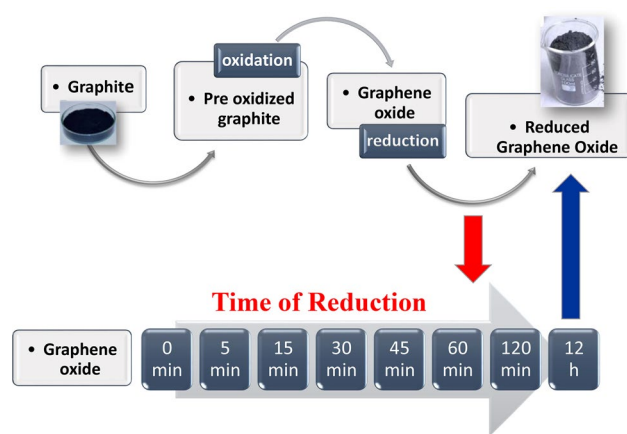 oxidation
• Graphite
• Pre oxidized
graphite
• Graphene
oxide
reduction
• Reduced
Graphene Oxide
Time of Reduction
• Graphene
oxide
0
min
5
min
15
min
30
min
45
min
60
min
120
min
12
h